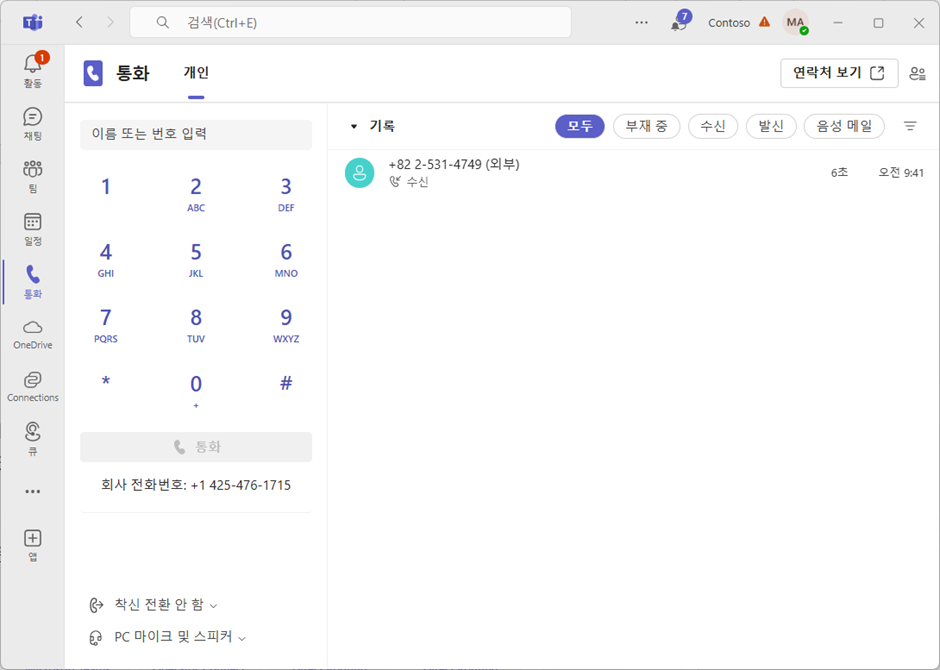 검색(Ctrl+E)
7
Contoso
MA
1
활동
채팅
팀
일정
통화
OneDrive
Connections
큐
앱
통화
개인
연락처 보기
이름 또는 번호 입력
1 2 3
ABC DEF
4 5 6
GHI JKL MNO
7 8 9
PQRS TUV WXYZ
* 0 #
+
통화
회사 전화번호: +1 425-476-1715
착신 전환 안 함
PC 마이크 및 스피커
기록
모두 부재 중 수신 발신 음성 메일
+82 2-531-4749 (외부)
수신
6초 오전 9:41